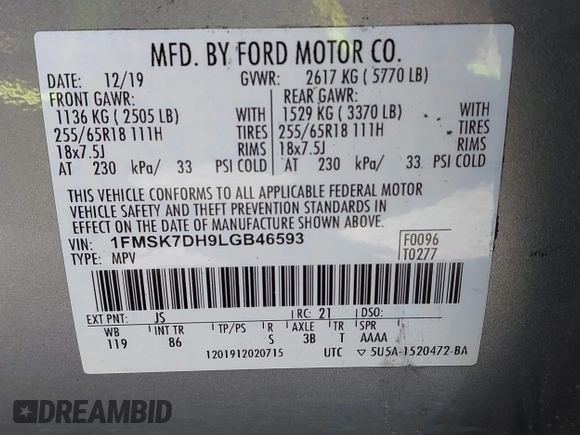 MFD. BY FORD MOTOR CO.
DATE: 12/19 GVWR: 2617 KG ( 5770 LB)
FRONT GAWR: REAR GAWR:
1136 KG ( 2505 LB) 1529 KG ( 3370 LB)
255/65R18 111H TIRES 255/65R18 111H TIRES
18x7.5J RIMS 18x7.5J RIMS
AT 230 kPa/ 33 PSI COLD AT 230 kPa/ 33 PSI COLD
THIS VEHICLE CONFORMS TO ALL APPLICABLE FEDERAL MOTOR
VEHICLE SAFETY AND THEFT PREVENTION STANDARDS IN EFFECT
ON THE DATE OF MANUFACTURE SHOWN ABOVE.
VIN: 1FMSK7DH9LGB46593 F0096
TYPE: MPV T0277
EXT PNT: JS RC: 21 DSO:
WB INT TR TP/PS R AXLE TR SPR
119 86 S 3B T AAAA
1201912020715 UTC ▽ 5U5A-1520472-BA
DREAMBID